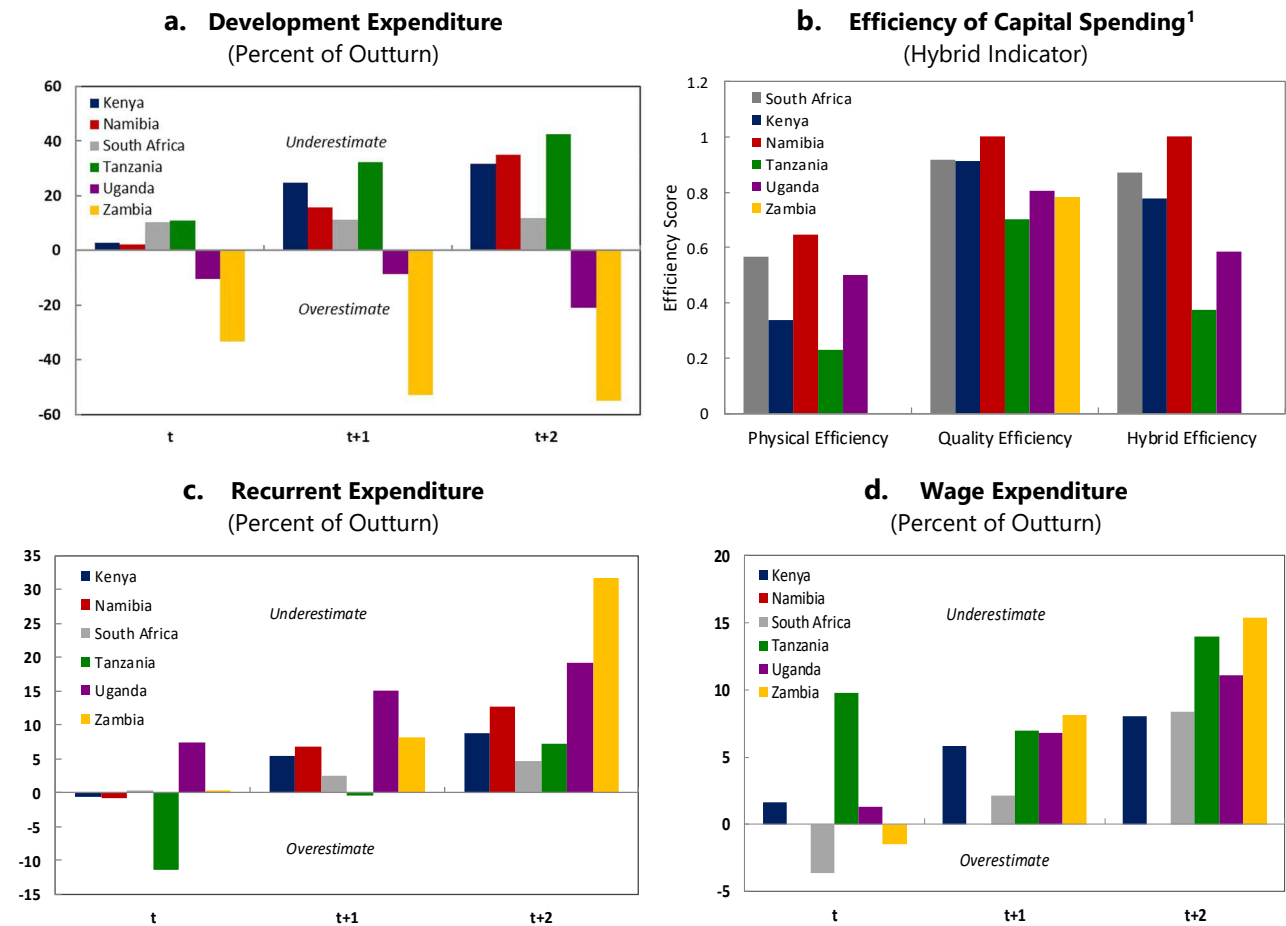 a. Development Expenditure
(Percent of Outturn)
60
40
20
0
-20
-40
-60
Kenya
Namibia
South Africa
Tanzania
Uganda
Zambia
Underestimate
Overestimate
t
t+1
t+2
b. Efficiency of Capital Spending¹
(Hybrid Indicator)
Efficiency Score
1.2
1
0.8
0.6
0.4
0.2
0
South Africa
Kenya
Namibia
Tanzania
Uganda
Zambia
Physical Efficiency
Quality Efficiency
Hybrid Efficiency
c. Recurrent Expenditure
(Percent of Outturn)
35
30
25
20
15
10
5
0
-5
-10
-15
Kenya
Namibia
South Africa
Tanzania
Uganda
Zambia
Underestimate
Overestimate
t
t+1
t+2
d. Wage Expenditure
(Percent of Outturn)
20
15
10
5
0
-5
Kenya
Namibia
South Africa
Tanzania
Uganda
Zambia
Underestimate
Overestimate
t
t+1
t+2